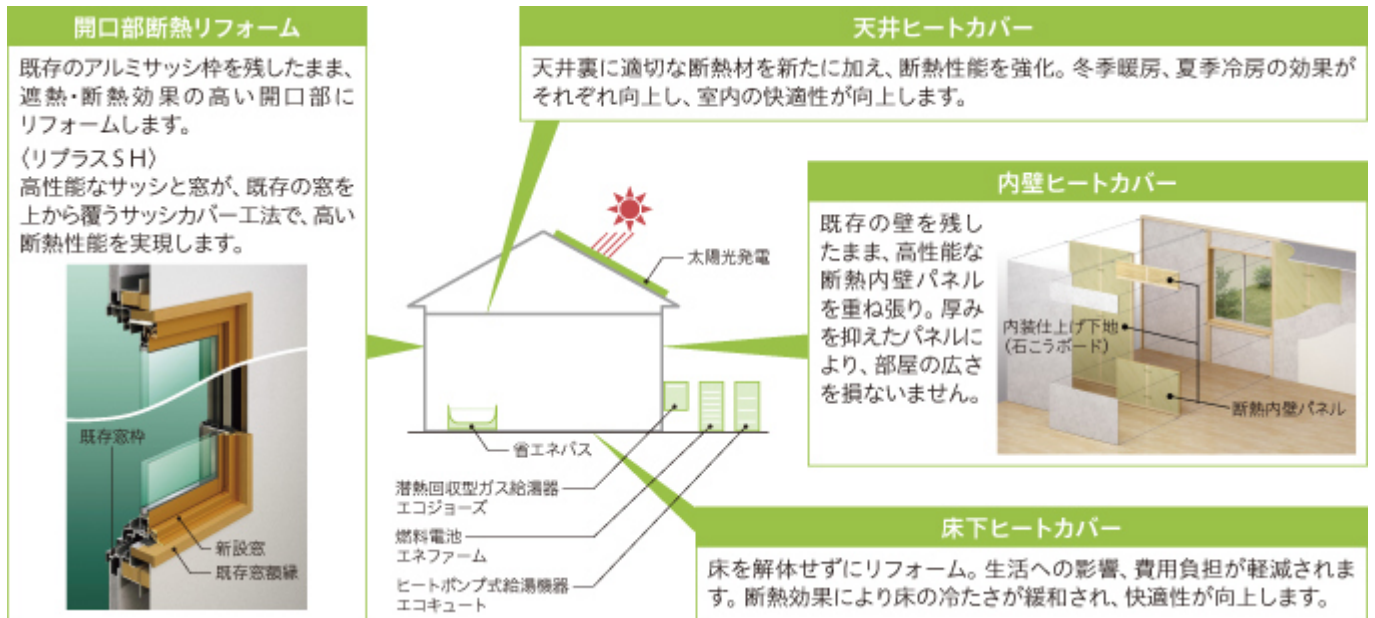 開口部断熱リフォーム
既存のアルミサッシ枠を残したまま、
遮熱・断熱効果の高い開口部に
リフォームします。
〈リプラスSH〉
高性能なサッシと窓が、既存の窓を
上から覆うサッシカバー工法で、高い
断熱性能を実現します。
既存窓枠
新設窓
既存窓額縁
天井ヒートカバー
天井裏に適切な断熱材を新たに加え、断熱性能を強化。冬季暖房、夏季冷房の効果が
それぞれ向上し、室内の快適性が向上します。
太陽光発電
内壁ヒートカバー
既存の壁を残し
たまま、高性能な
断熱内壁パネル
を重ね張り。厚み
を抑えたパネルに
より、部屋の広さ
を損ないません。
内装仕上げ下地
(石こうボード)
断熱内壁パネル
省エネバス
潜熱回収型ガス給湯器
エコジョーズ
燃料電池
エネファーム
ヒートポンプ式給湯機器
エコキュート
床下ヒートカバー
床を解体せずにリフォーム。生活への影響、費用負担が軽減されま
す。断熱効果により床の冷たさが緩和され、快適性が向上します。